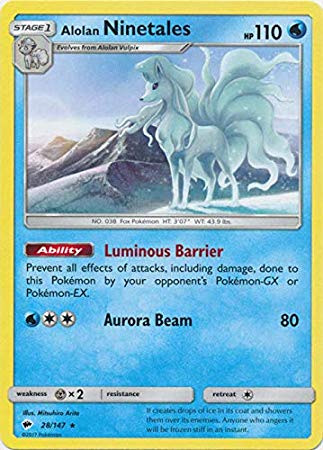 STAGE 1
Alolan Ninetales
HP 110
Evolves from Alolan Vulpix
NO. 038 Fox Pokémon HT: 3'07" WT: 43.9 lbs.
Ability Luminous Barrier
Prevent all effects of attacks, including damage, done to
this Pokémon by your opponent's Pokémon-GX or
Pokémon-EX.
Aurora Beam 80
weakness ×2 resistance retreat
Illus. Mitsuhiro Arita
28/147 ★
©2017 Pokémon
It creates drops of ice in its coat and
showers them over its enemies. Anyone who angers
it will be frozen stiff in an instant.